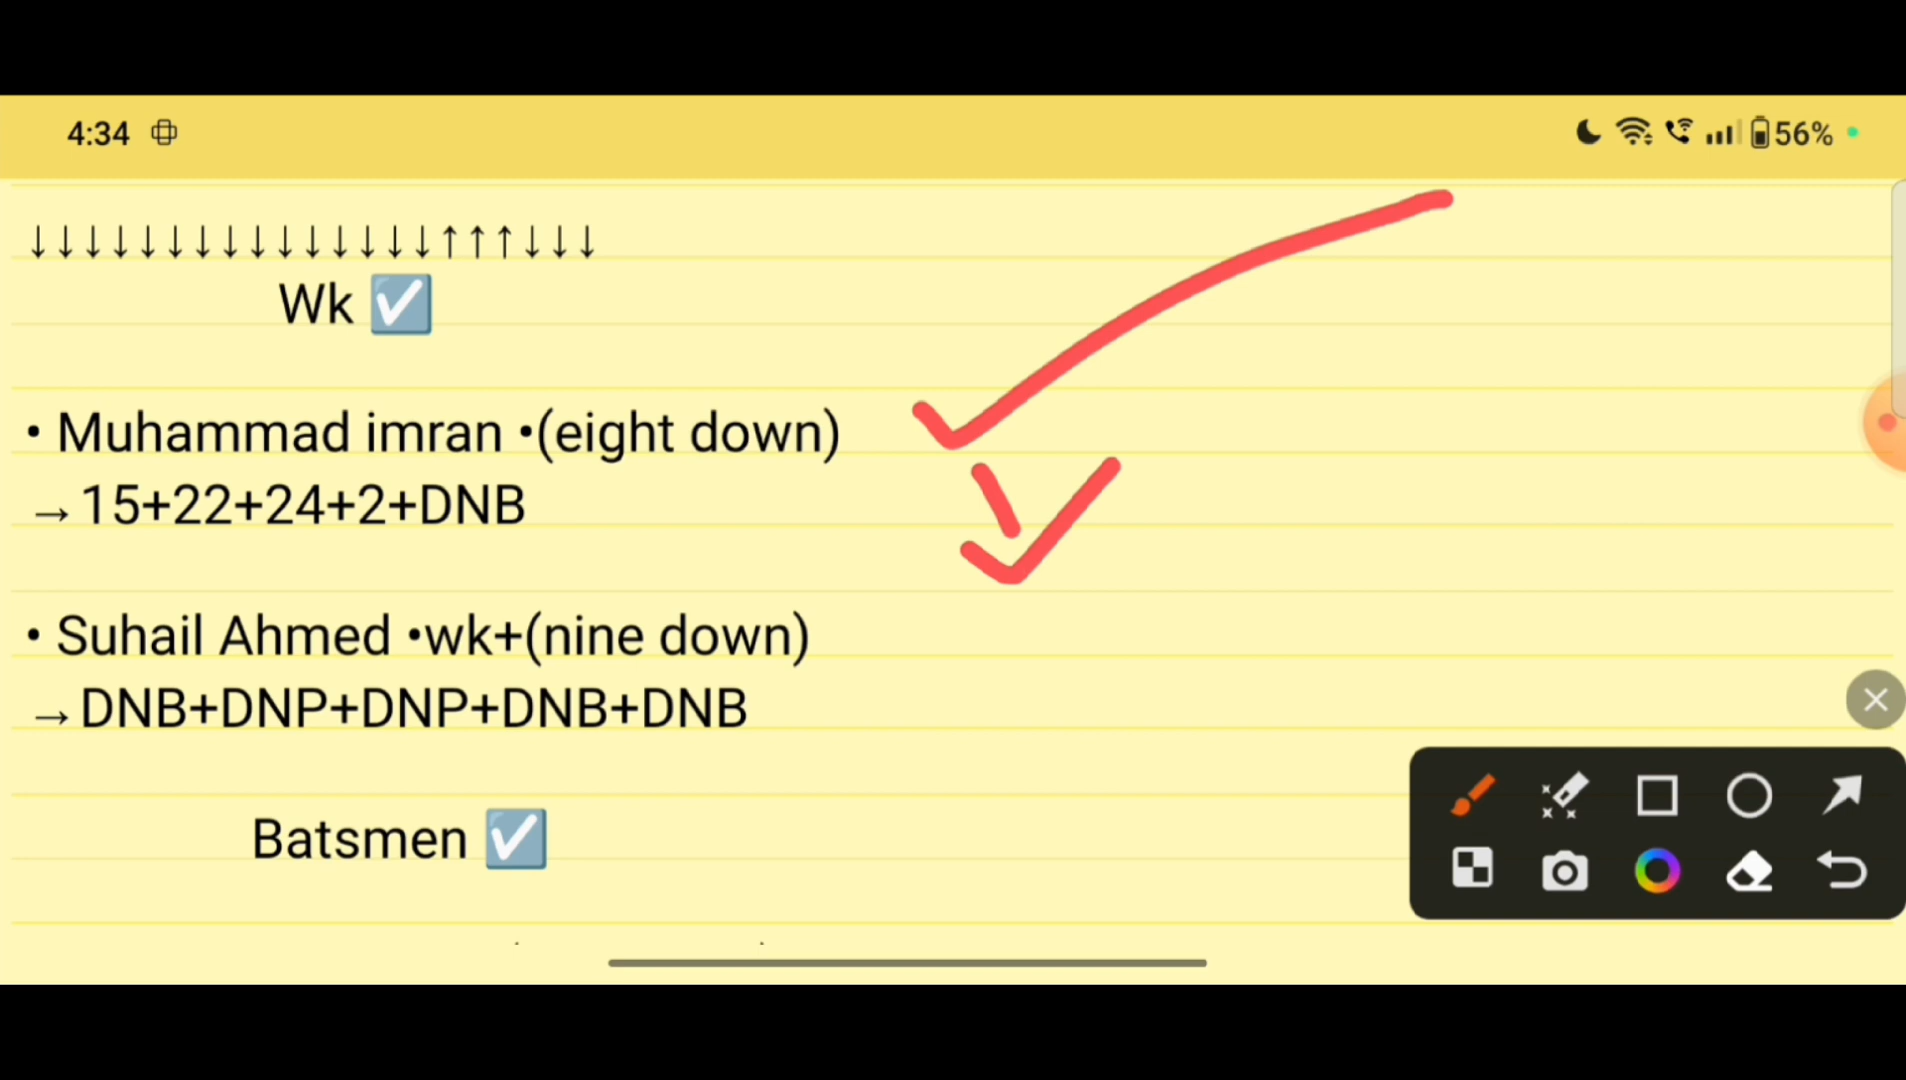 4:34
56%
↓↓↓↓↓↓↓↓↓↓↓↓↓↓↓↑↑↑↓↓↓
Wk ☑️
• Muhammad imran •(eight down)
→15+22+24+2+DNB
• Suhail Ahmed •wk+(nine down)
→DNB+DNP+DNP+DNB+DNB
Batsmen ☑️